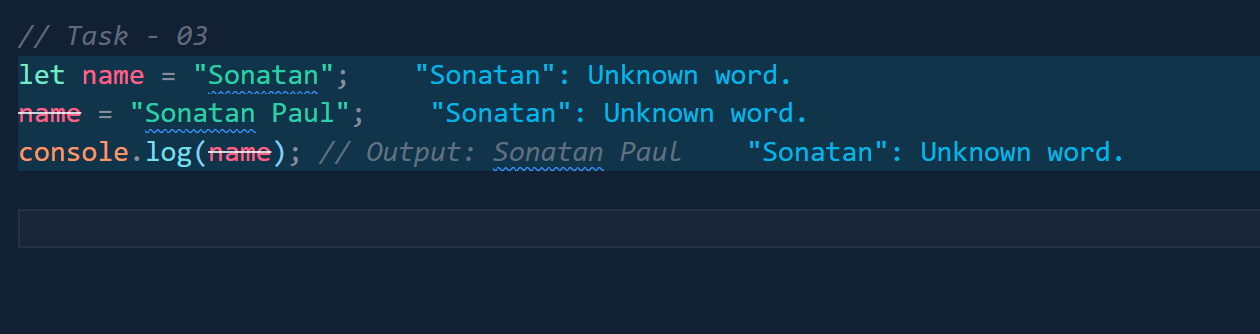 // Task - 03
let name = "Sonatan";    "Sonatan": Unknown word.
name = "Sonatan Paul";    "Sonatan": Unknown word.
console.log(name); // Output: Sonatan Paul    "Sonatan": Unknown word.